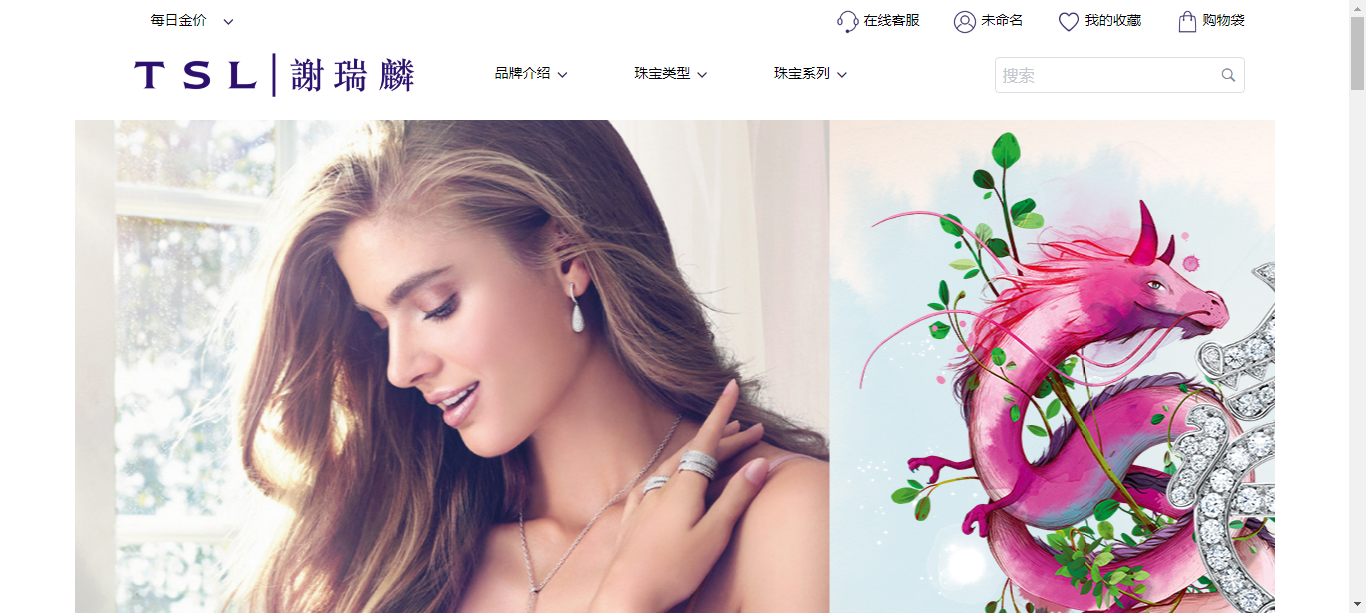 每日金价
在线客服
未命名
我的收藏
购物袋
TSL 謝瑞麟
品牌介绍
珠宝类型
珠宝系列
搜索